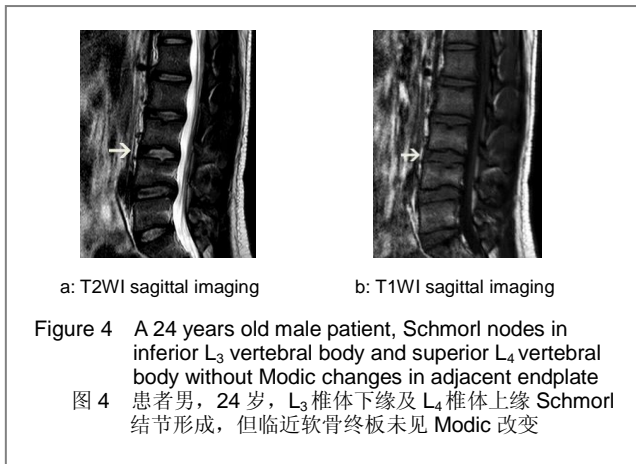 a: T2WI sagittal imaging b: T1WI sagittal imaging
Figure 4 A 24 years old male patient, Schmorl nodes in
inferior L₃ vertebral body and superior L₄ vertebral
body without Modic changes in adjacent endplate
图 4 患者男，24 岁，L₃ 椎体下缘及 L₄ 椎体上缘 Schmorl
结节形成，但临近软骨终板未见 Modic 改变